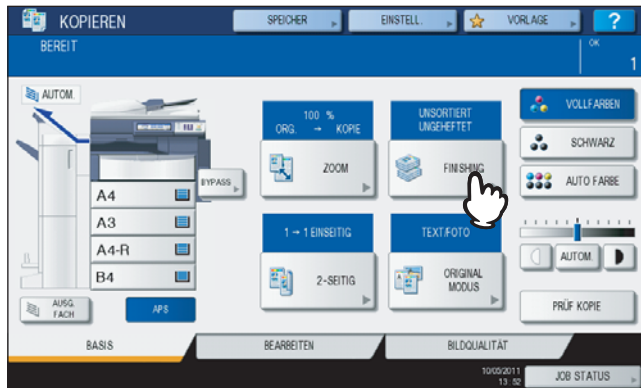 KOPIEREN
SPEICHER
EINSTELL.
VORLAGE
?
BEREIT
OK
1
AUTOM.
100 %
ORG. → KOPIE
UNSORTIERT
UNGEHEFTET
VOLLFARBEN
SCHWARZ
AUTO FARBE
ZOOM
FINISHING
BYPASS
A4
A3
A4-R
B4
1 → 1 EINSEITIG
TEXT/FOTO
2-SEITIG
ORIGINAL
MODUS
AUTOM.
AUSG.
FACH
APS
PRÜF KOPIE
BASIS
BEARBEITEN
BILDQUALITÄT
10/05/2011
13 52
JOB STATUS